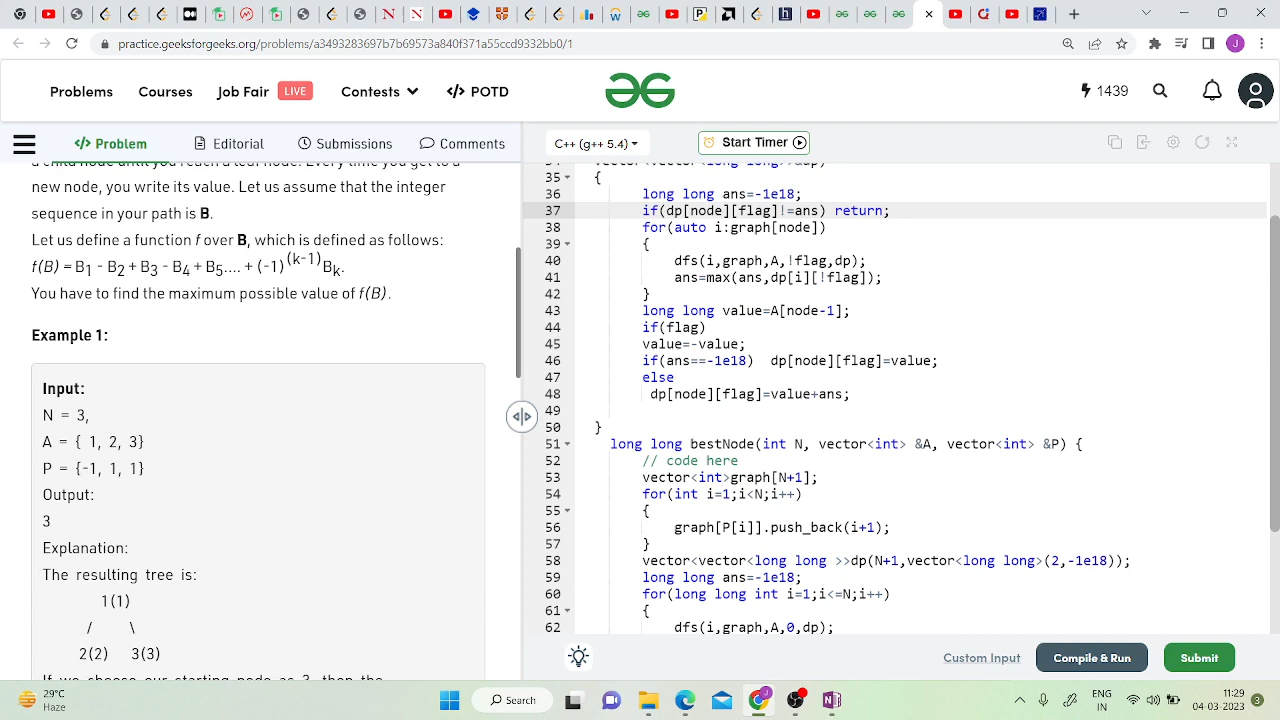 practice.geeksforgeeks.org/problems/a3493283697b7b69573a840f371a55ccd9332bb0/1
Problems
Courses
Job Fair LIVE
Contests
</> POTD
1439
</> Problem
Editorial
Submissions
Comments
new node, you write its value. Let us assume that the integer
sequence in your path is B.
Let us define a function f over B, which is defined as follows:
f(B) = B1 - B2 + B3 - B4 + B5.... + (-1)(k-1)Bk.
You have to find the maximum possible value of f(B).
Example 1:
Input:
N = 3,
A = { 1, 2, 3}
P = {-1, 1, 1}
Output:
3
Explanation:
The resulting tree is:
1(1)
/ \
2(2) 3(3)
C++ (g++ 5.4)
Start Timer
35 {
36 long long ans=-1e18;
37 if(dp[node][flag]!=ans) return;
38 for(auto i:graph[node])
39 {
40 dfs(i,graph,A,!flag,dp);
41 ans=max(ans,dp[i][!flag]);
42 }
43 long long value=A[node-1];
44 if(flag)
45 value=-value;
46 if(ans==-1e18) dp[node][flag]=value;
47 else
48 dp[node][flag]=value+ans;
49
50 }
51 long long bestNode(int N, vector<int> &A, vector<int> &P) {
52 // code here
53 vector<int>graph[N+1];
54 for(int i=1;i<N;i++)
55 {
56 graph[P[i]].push_back(i+1);
57 }
58 vector<vector<long long >>dp(N+1,vector<long long>(2,-1e18));
59 long long ans=-1e18;
60 for(long long int i=1;i<=N;i++)
61 {
62 dfs(i,graph,A,0,dp);
Custom Input
Compile & Run
Submit
29°C
Haze
Search
ENG
IN
11:29
04-03-2023
3